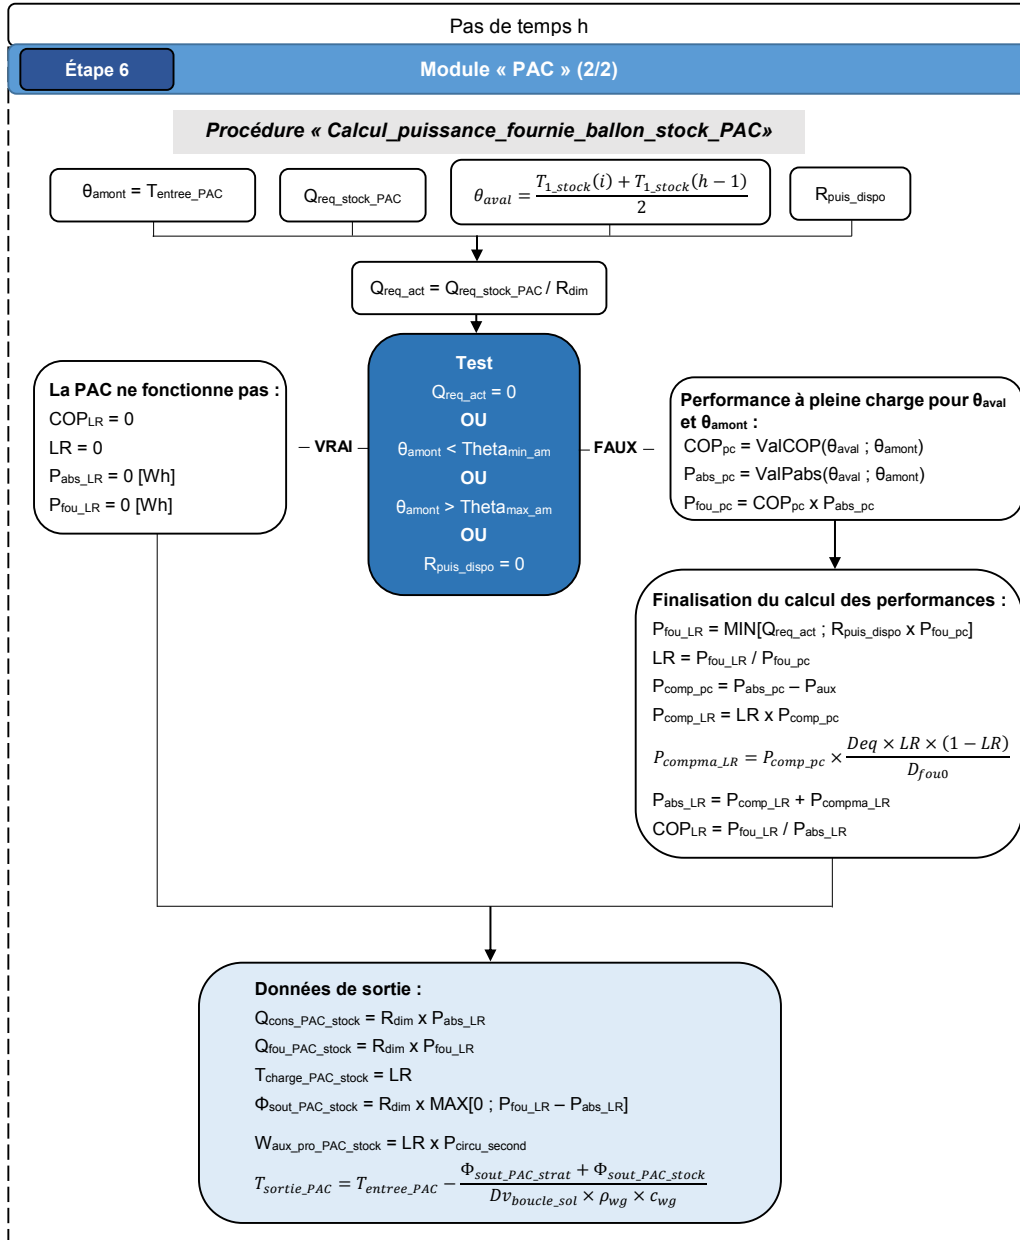 Pas de temps h
Étape 6
Module « PAC » (2/2)
Procédure « Calcul_puissance_fournie_ballon_stock_PAC»
θamont = Tentree_PAC
Qreq_stock_PAC
θaval = (T1_stock(i) + T1_stock(h − 1)) / 2
Rpuis_dispo
Qreq_act = Qreq_stock_PAC / Rdim
La PAC ne fonctionne pas :
COPLR = 0
LR = 0
Pabs_LR = 0 [Wh]
Pfou_LR = 0 [Wh]
VRAI
Test
Qreq_act = 0
OU
θamont < Thetamin_am
OU
θamont > Thetamax_am
OU
Rpuis_dispo = 0
FAUX
Performance à pleine charge pour θaval
et θamont :
COPpc = ValCOP(θaval ; θamont)
Pabs_pc = ValPabs(θaval ; θamont)
Pfou_pc = COPpc x Pabs_pc
Finalisation du calcul des performances :
Pfou_LR = MIN[Qreq_act ; Rpuis_dispo x Pfou_pc]
LR = Pfou_LR / Pfou_pc
Pcomp_pc = Pabs_pc – Paux
Pcomp_LR = LR x Pcomp_pc
Pcompma_LR = Pcomp_pc × (Deq × LR × (1 − LR)) / Dfou0
Pabs_LR = Pcomp_LR + Pcompma_LR
COPLR = Pfou_LR / Pabs_LR
Données de sortie :
Qcons_PAC_stock = Rdim x Pabs_LR
Qfou_PAC_stock = Rdim x Pfou_LR
Tcharge_PAC_stock = LR
Φsout_PAC_stock = Rdim x MAX[0 ; Pfou_LR – Pabs_LR]
Waux_pro_PAC_stock = LR x Pcircu_second
Tsortie_PAC = Tentree_PAC − (Φsout_PAC_strat + Φsout_PAC_stock) / (Dvboucle_sol × ρwg × cwg)